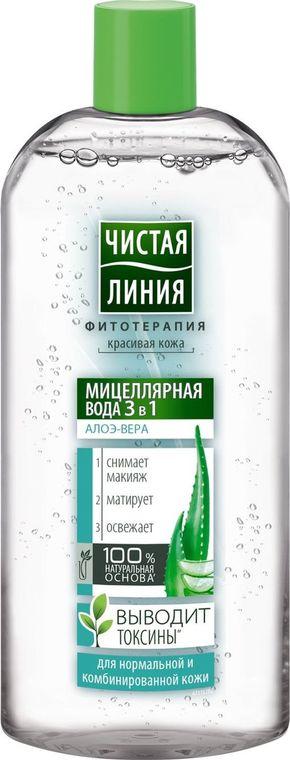 ЧИСТАЯ
ЛИНИЯ
ФИТОТЕРАПИЯ
красивая кожа
МИЦЕЛЛЯРНАЯ
ВОДА 3 в 1
АЛОЭ-ВЕРА
1 снимает
макияж
2 матирует
3 освежает
100%
НАТУРАЛЬНАЯ
ОСНОВА*
ВЫВОДИТ
ТОКСИНЫ**
для нормальной и
комбинированной кожи